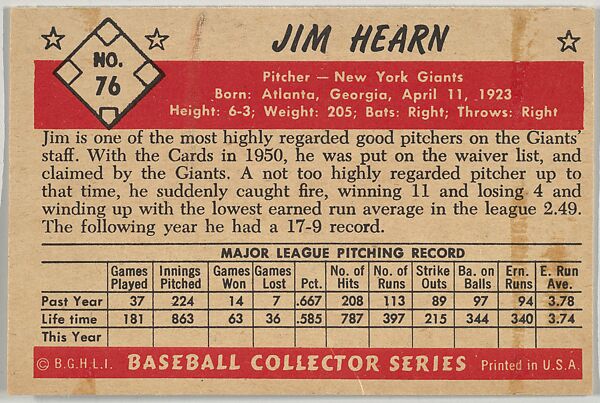 NO.
76
JIM HEARN
Pitcher — New York Giants
Born: Atlanta, Georgia, April 11, 1923
Height: 6-3; Weight: 205; Bats: Right; Throws: Right
Jim is one of the most highly regarded good pitchers on the Giants'
staff. With the Cards in 1950, he was put on the waiver list, and
claimed by the Giants. A not too highly regarded pitcher up to
that time, he suddenly caught fire, winning 11 and losing 4 and
winding up with the lowest earned run average in the league 2.49.
The following year he had a 17-9 record.
MAJOR LEAGUE PITCHING RECORD
Games Innings Games Games No. of No. of Strike Ba. on Ern. E. Run
Played Pitched Won Lost Pct. Hits Runs Outs Balls Runs Ave.
Past Year 37 224 14 7 .667 208 113 89 97 94 3.78
Life time 181 863 63 36 .585 787 397 215 344 340 3.74
This Year
© B.G.H.L.I. BASEBALL COLLECTOR SERIES Printed in U.S.A.